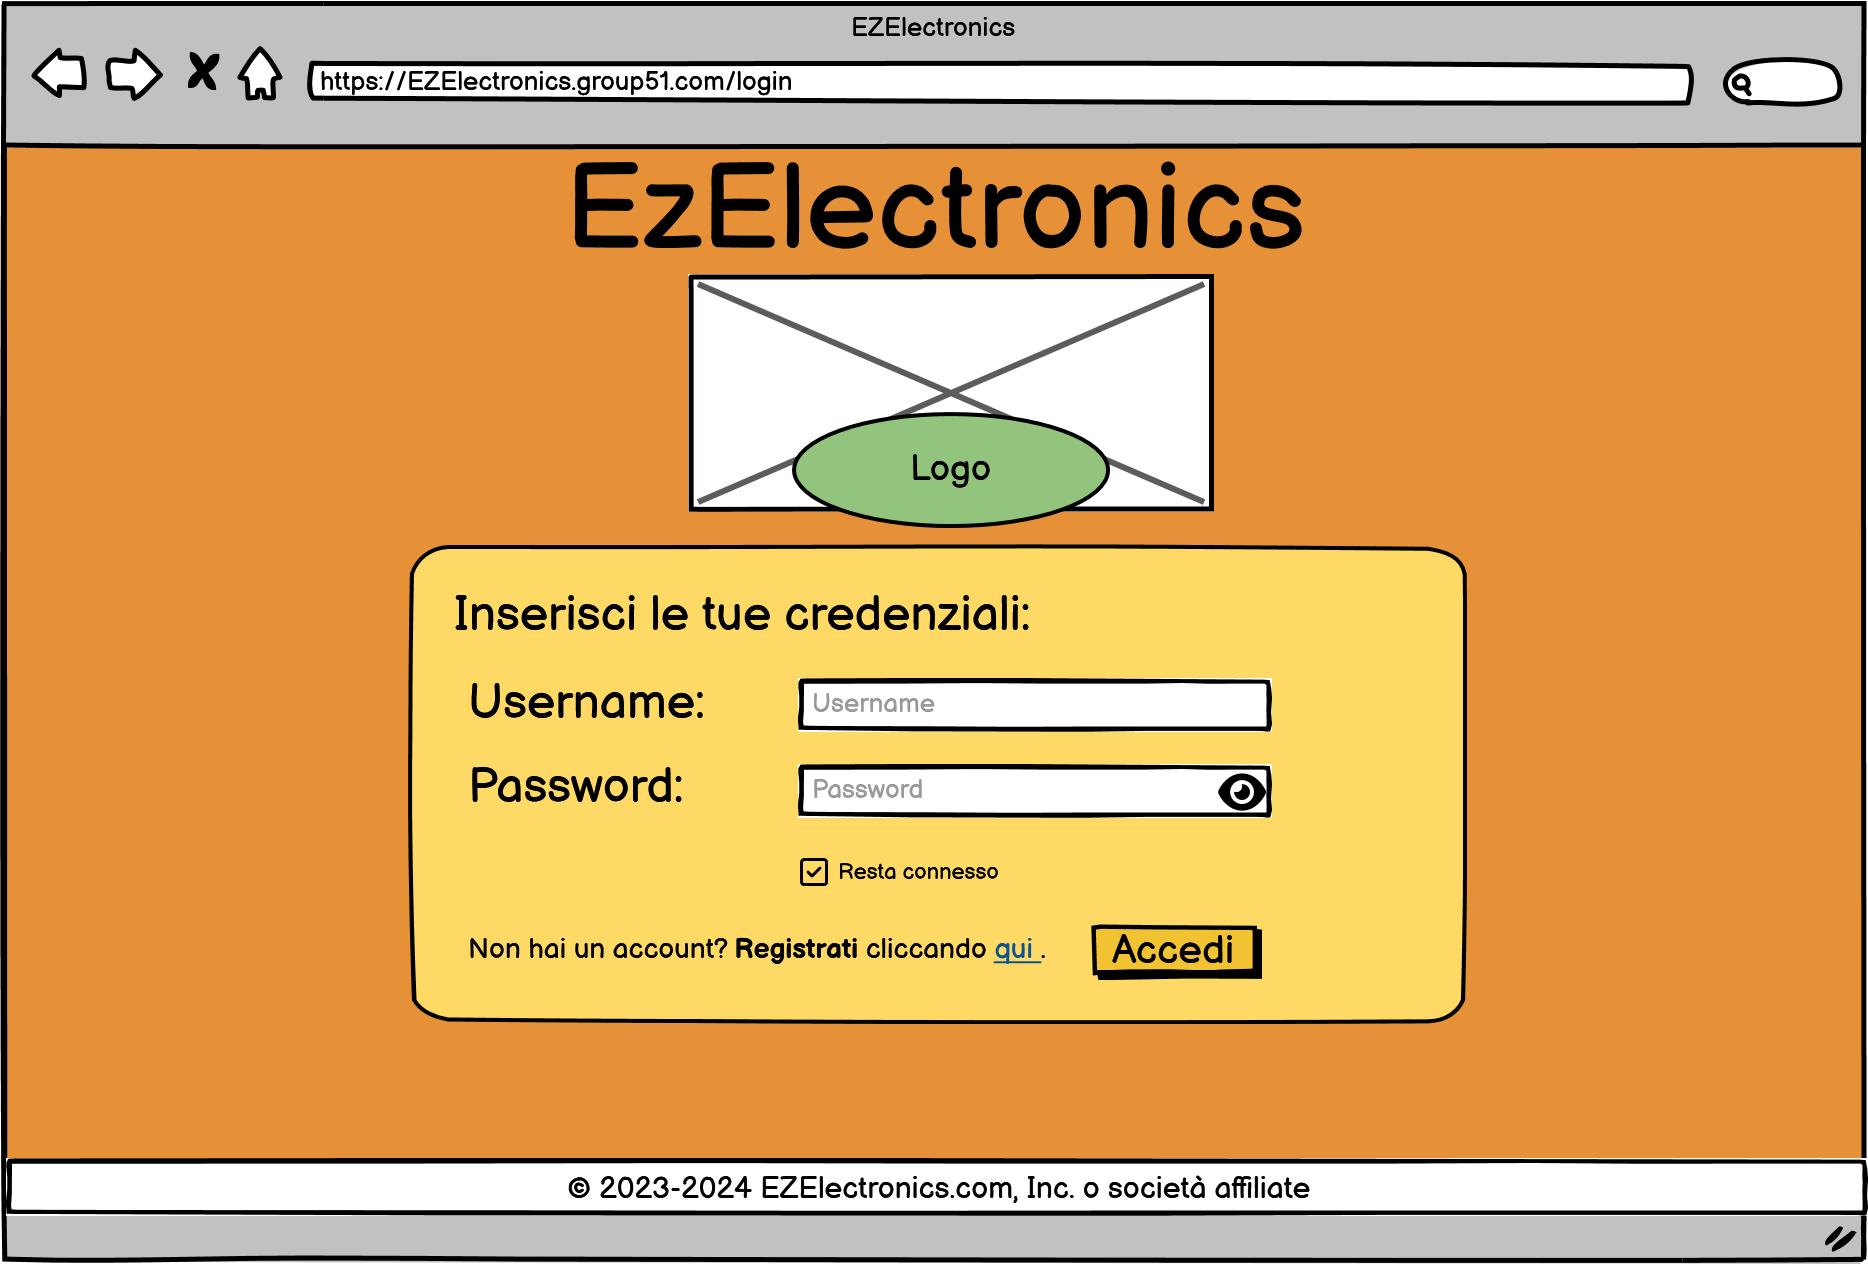 EZElectronics
https://EZElectronics.group51.com/login
EzElectronics
Logo
Inserisci le tue credenziali:
Username: Username
Password: Password
Resta connesso
Non hai un account? Registrati cliccando qui . Accedi
© 2023-2024 EZElectronics.com, Inc. o società affiliate